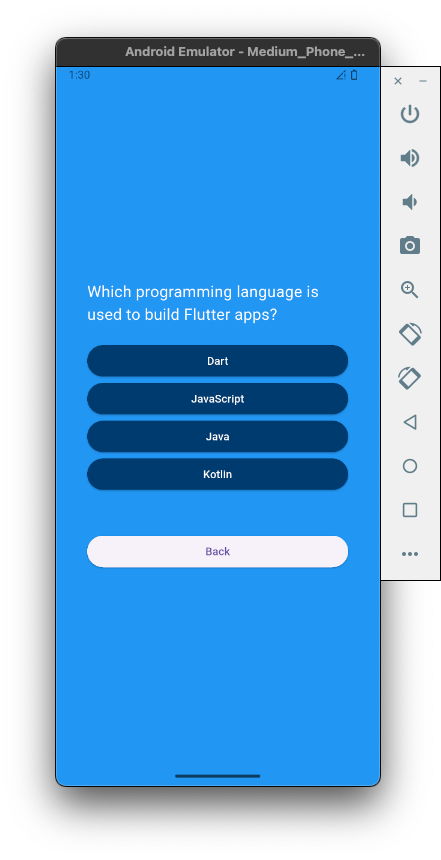 Android Emulator - Medium_Phone_...
1:30
Which programming language is
used to build Flutter apps?
Dart
JavaScript
Java
Kotlin
Back